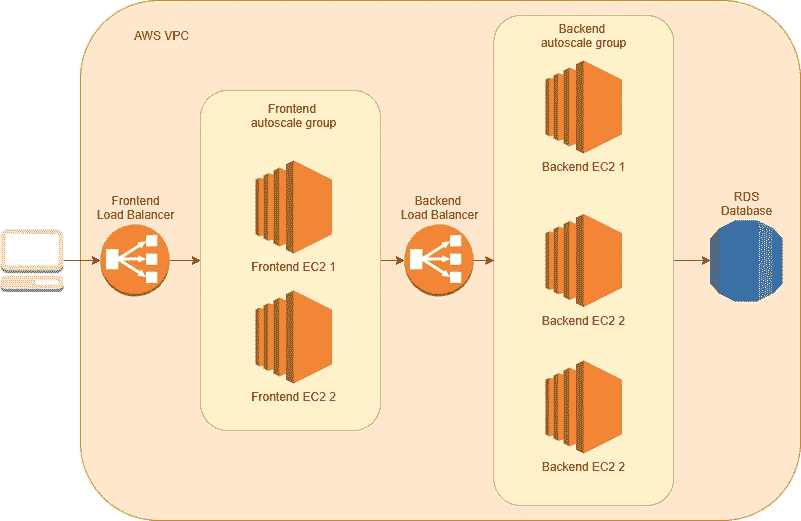 AWS VPC
Frontend
Load Balancer
Frontend
autoscale group
Frontend EC2 1
Frontend EC2 2
Backend
Load Balancer
Backend
autoscale group
Backend EC2 1
Backend EC2 2
Backend EC2 2
RDS
Database